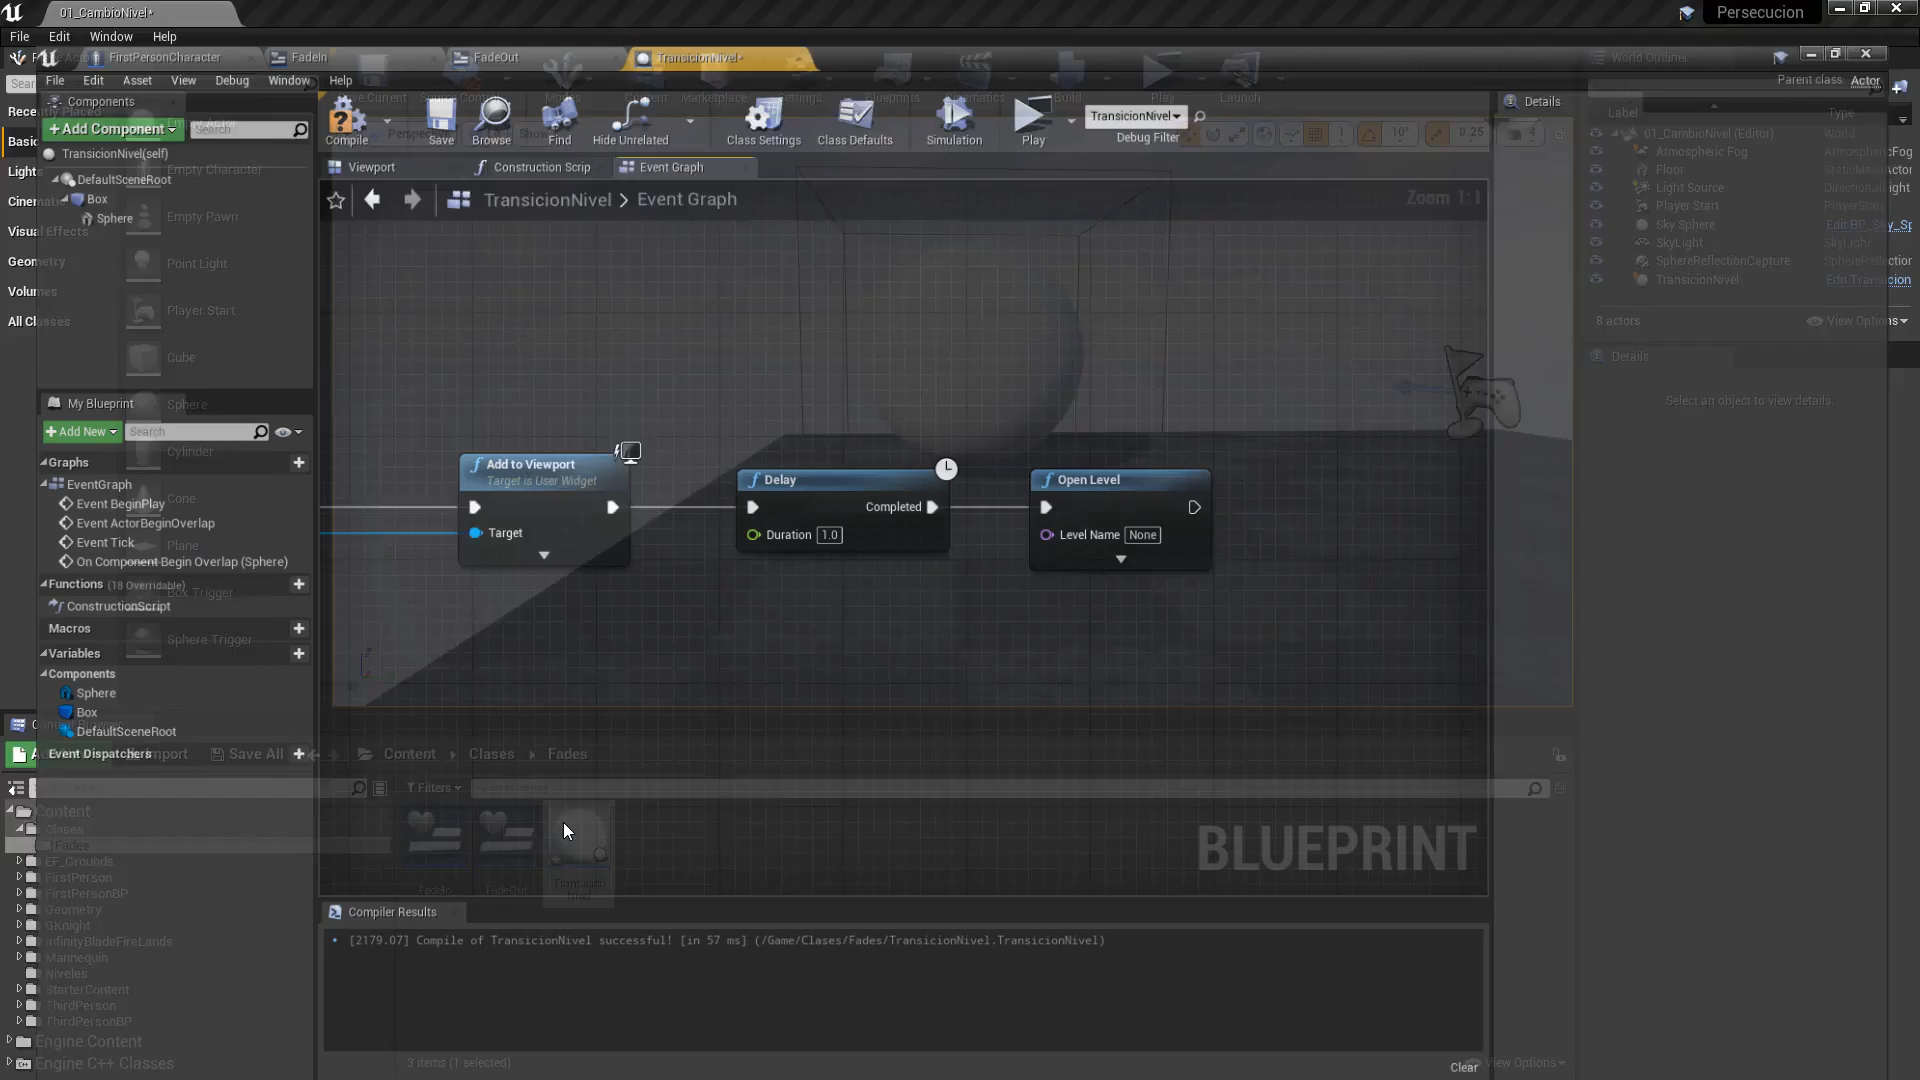 01_CambioNivel*
Persecucion
File Edit Window Help
FirstPersonCharacter
FadeIn
FadeOut
TransicionNivel*
World Outliner
File Edit Asset View Debug Window Help
Parent class: Actor
Components
+Add Component
Search
TransicionNivel(self)
DefaultSceneRoot
Box
Sphere
Compile
Save
Browse
Find
Hide Unrelated
Class Settings
Class Defaults
Simulation
Play
TransicionNivel
Debug Filter
Details
Viewport
Construction Scrip
Event Graph
TransicionNivel > Event Graph
Zoom 1:1
Label
Type
01_CambioNivel (Editor)
World
Atmospheric Fog
Floor
Light Source
Player Start
Sky Sphere
SkyLight
SphereReflectionCapture
TransicionNivel
8 actors
View Options
Details
Select an object to view details.
Visual Effects
Geometry
Volumes
Empty Character
Empty Pawn
Point Light
Player Start
Cube
Sphere
Cylinder
Cone
Plane
Box Trigger
Sphere Trigger
My Blueprint
+Add New
Search
Graphs
EventGraph
Event BeginPlay
Event ActorBeginOverlap
Event Tick
On Component Begin Overlap (Sphere)
Functions (18 Overridable)
ConstructionScript
Macros
Variables
Components
Sphere
Box
DefaultSceneRoot
Event Dispatchers
Add to Viewport
Target is User Widget
Target
Delay
Completed
Duration 1.0
Open Level
Level Name None
Save All
Content
Clases
Fades
Filters
FadeIn
FadeOut
BLUEPRINT
Content
Clases
Fades
EF_Grounds
FirstPerson
FirstPersonBP
Geometry
GKnight
InfinityBladeFireLands
Mannequin
Niveles
StarterContent
ThirdPerson
ThirdPersonBP
Engine Content
Engine C++ Classes
Compiler Results
[2179.07] Compile of TransicionNivel successful! [in 57 ms] (/Game/Clases/Fades/TransicionNivel.TransicionNivel)
3 items (1 selected)
Clear
View Options